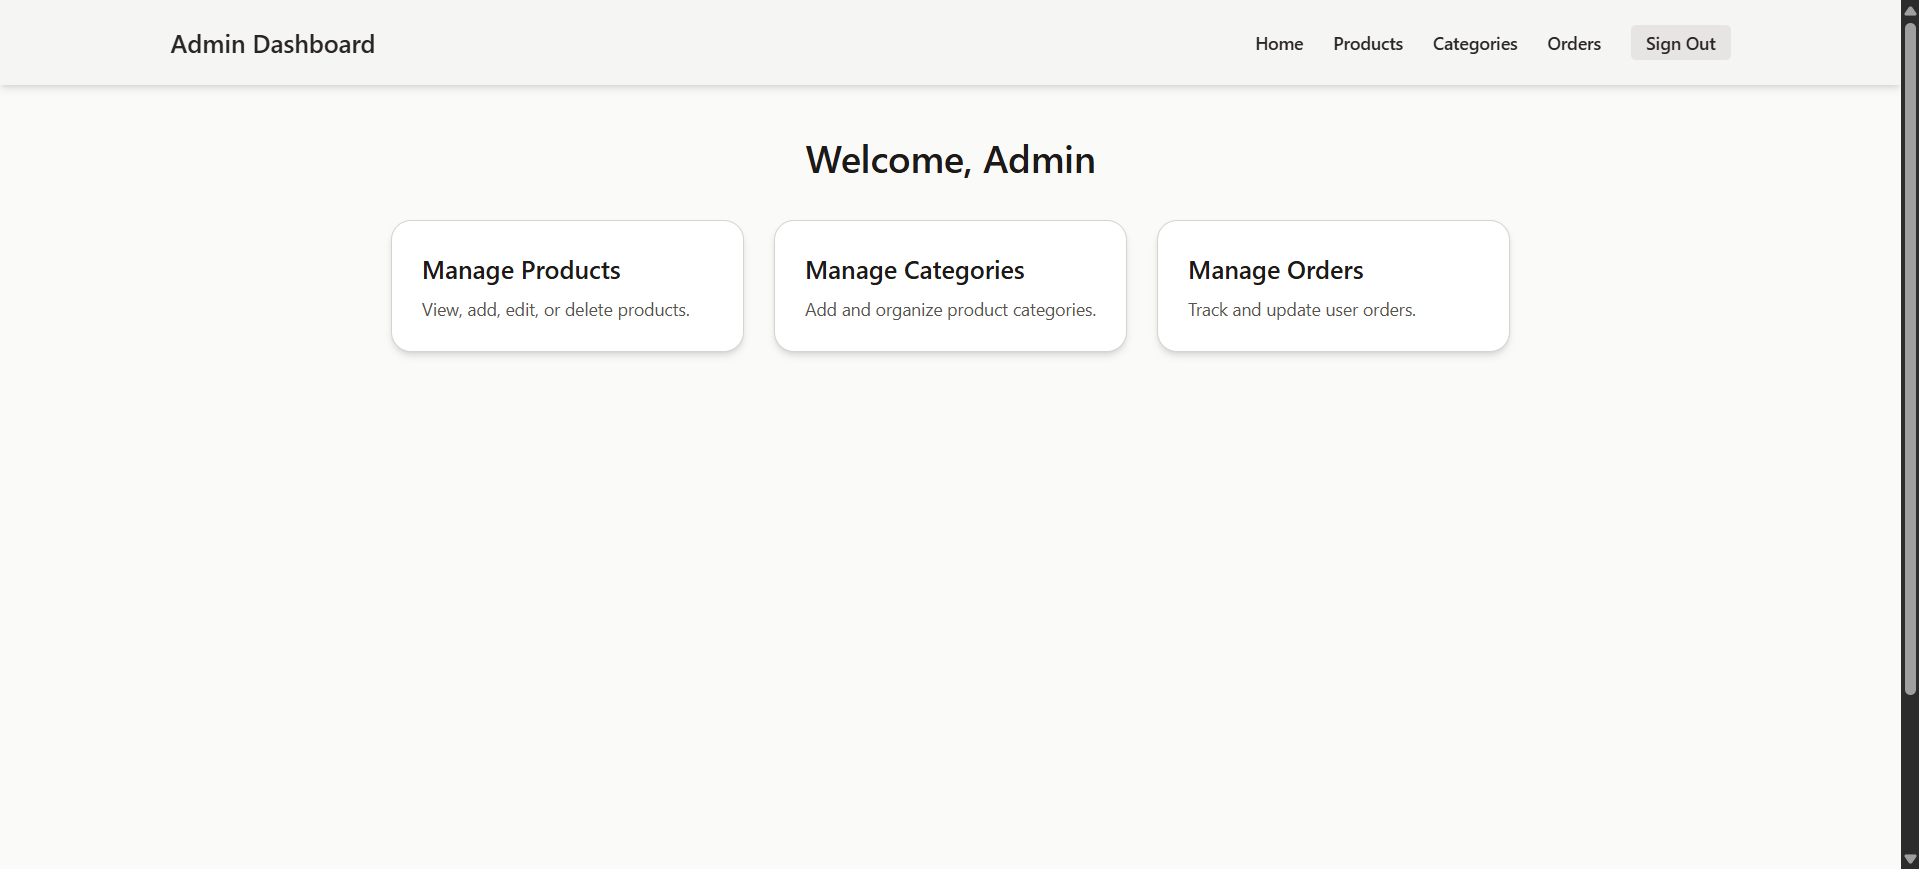 Admin Dashboard
Home Products Categories Orders Sign Out
Welcome, Admin
Manage Products
View, add, edit, or delete products.
Manage Categories
Add and organize product categories.
Manage Orders
Track and update user orders.